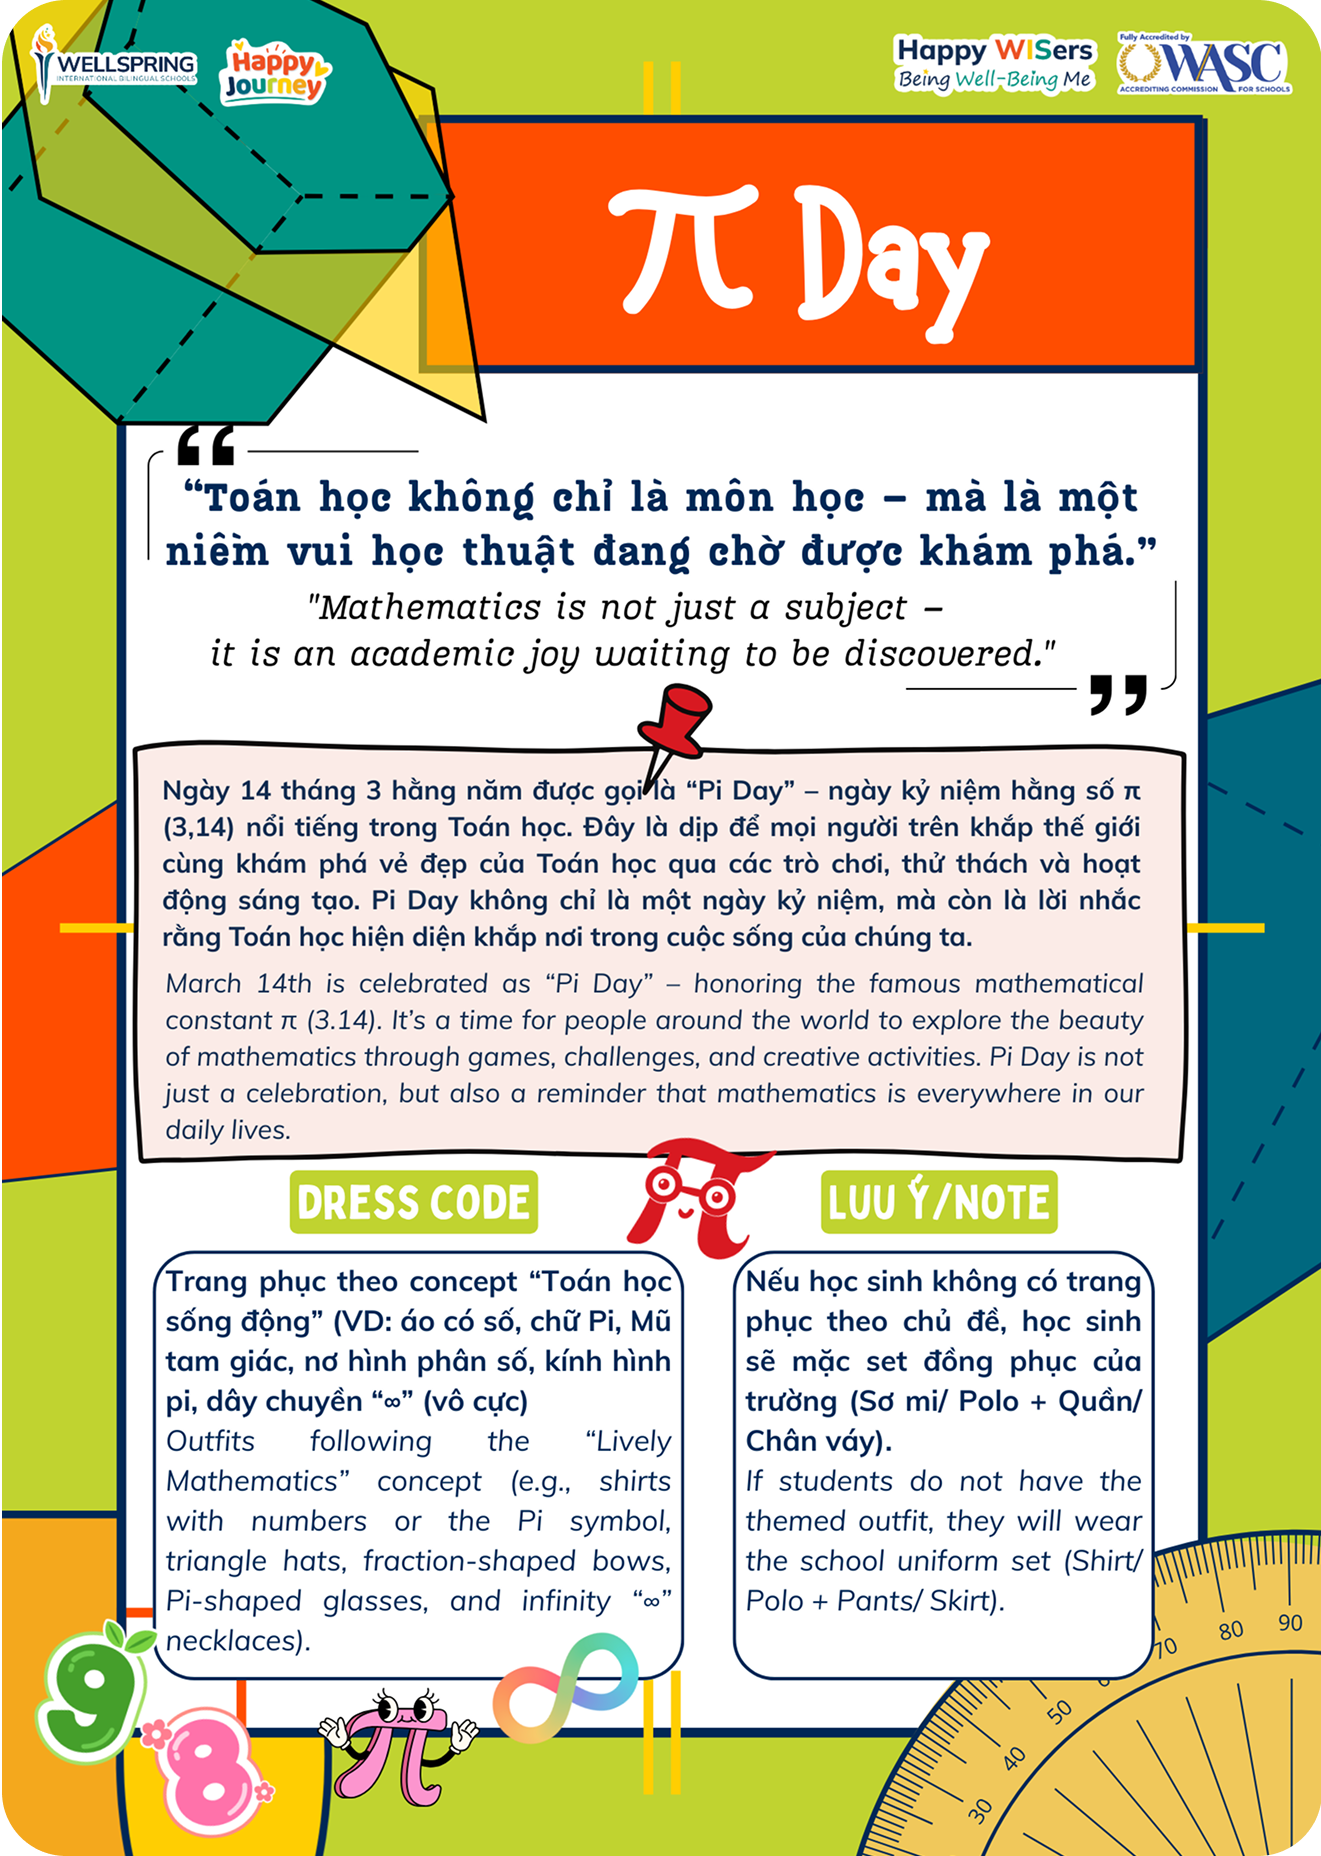 WELLSPRING
INTERNATIONAL BILINGUAL SCHOOLS
Happy
Journey
Happy WISers
Being Well-Being Me
Fully Accredited by
WASC
ACCREDITING COMMISSION FOR SCHOOLS
π Day
“Toán học không chỉ là môn học – mà là một
niềm vui học thuật đang chờ được khám phá.”
"Mathematics is not just a subject –
it is an academic joy waiting to be discovered."
Ngày 14 tháng 3 hằng năm được gọi là “Pi Day” – ngày kỷ niệm hằng số π
(3,14) nổi tiếng trong Toán học. Đây là dịp để mọi người trên khắp thế giới
cùng khám phá vẻ đẹp của Toán học qua các trò chơi, thử thách và hoạt
động sáng tạo. Pi Day không chỉ là một ngày kỷ niệm, mà còn là lời nhắc
rằng Toán học hiện diện khắp nơi trong cuộc sống của chúng ta.
March 14th is celebrated as “Pi Day” – honoring the famous mathematical
constant π (3.14). It’s a time for people around the world to explore the beauty
of mathematics through games, challenges, and creative activities. Pi Day is not
just a celebration, but also a reminder that mathematics is everywhere in our
daily lives.
DRESS CODE
Trang phục theo concept “Toán học
sống động” (VD: áo có số, chữ Pi, Mũ
tam giác, nơ hình phân số, kính hình
pi, dây chuyền “∞” (vô cực)
Outfits following the “Lively
Mathematics” concept (e.g., shirts
with numbers or the Pi symbol,
triangle hats, fraction-shaped bows,
Pi-shaped glasses, and infinity “∞”
necklaces).
LUU Ý/NOTE
Nếu học sinh không có trang
phục theo chủ đề, học sinh
sẽ mặc set đồng phục của
trường (Sơ mi/ Polo + Quần/
Chân váy).
If students do not have the
themed outfit, they will wear
the school uniform set (Shirt/
Polo + Pants/ Skirt).
9
8
30
40
50
70
80
90